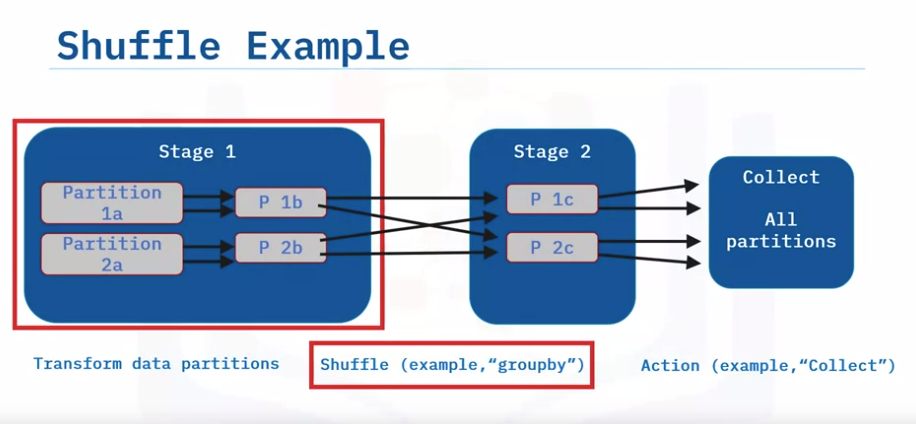 Shuffle Example
Stage 1
Partition
1a
P 1b
Partition
2a
P 2b
Stage 2
P 1c
P 2c
Collect
All
partitions
Transform data partitions
Shuffle (example,“groupby”)
Action (example,“Collect”)